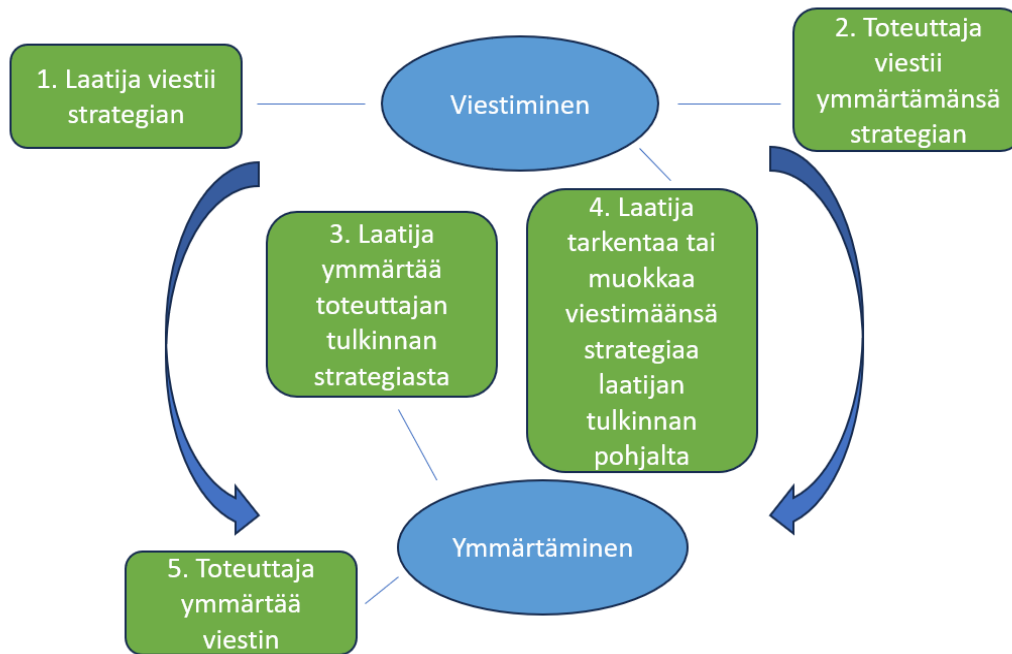 1. Laatija viestii
strategian
Viestiminen
2. Toteuttaja
viestii
ymmärtämänsä
strategian
3. Laatija
ymmärtää
toteuttajan
tulkinnan
strategiasta
4. Laatija
tarkentaa tai
muokkaa
viestimäänsä
strategiaa
laatijan
tulkinnan
pohjalta
Ymmärtäminen
5. Toteuttaja
ymmärtää
viestin